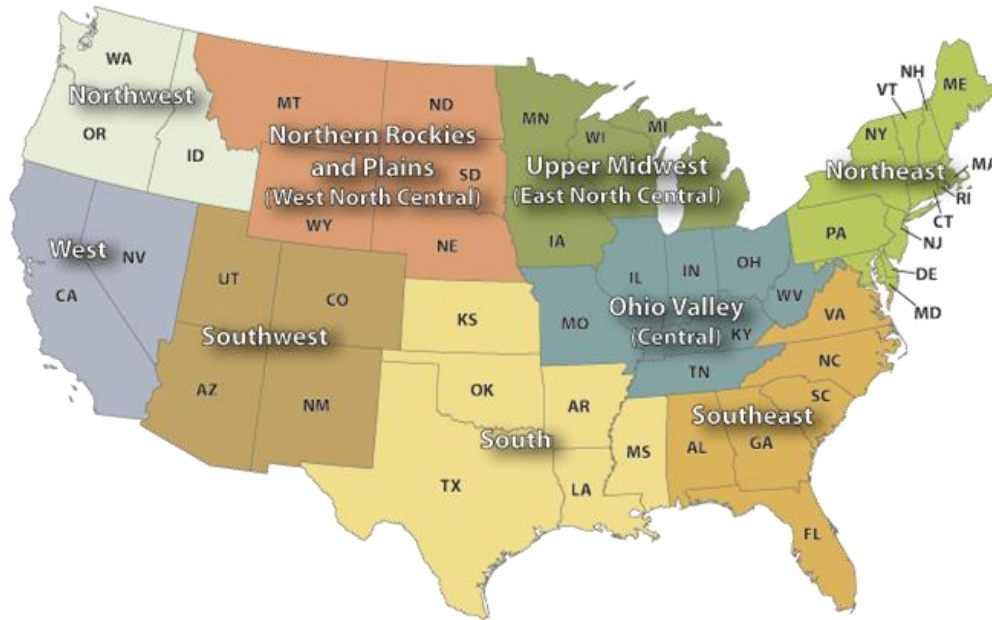 WA
Northwest
OR
ID
MT
ND
Northern Rockies
and Plains
(West North Central)
SD
WY
NE
MN
WI
MI
Upper Midwest
(East North Central)
IA
NH
VT
ME
NY
Northeast
MA
RI
CT
PA
NJ
DE
MD
West
NV
CA
UT
CO
Southwest
AZ
NM
KS
OK
AR
South
TX
LA
MS
IL
IN
OH
WV
Ohio Valley
(Central)
MO
KY
TN
VA
NC
SC
Southeast
AL
GA
FL